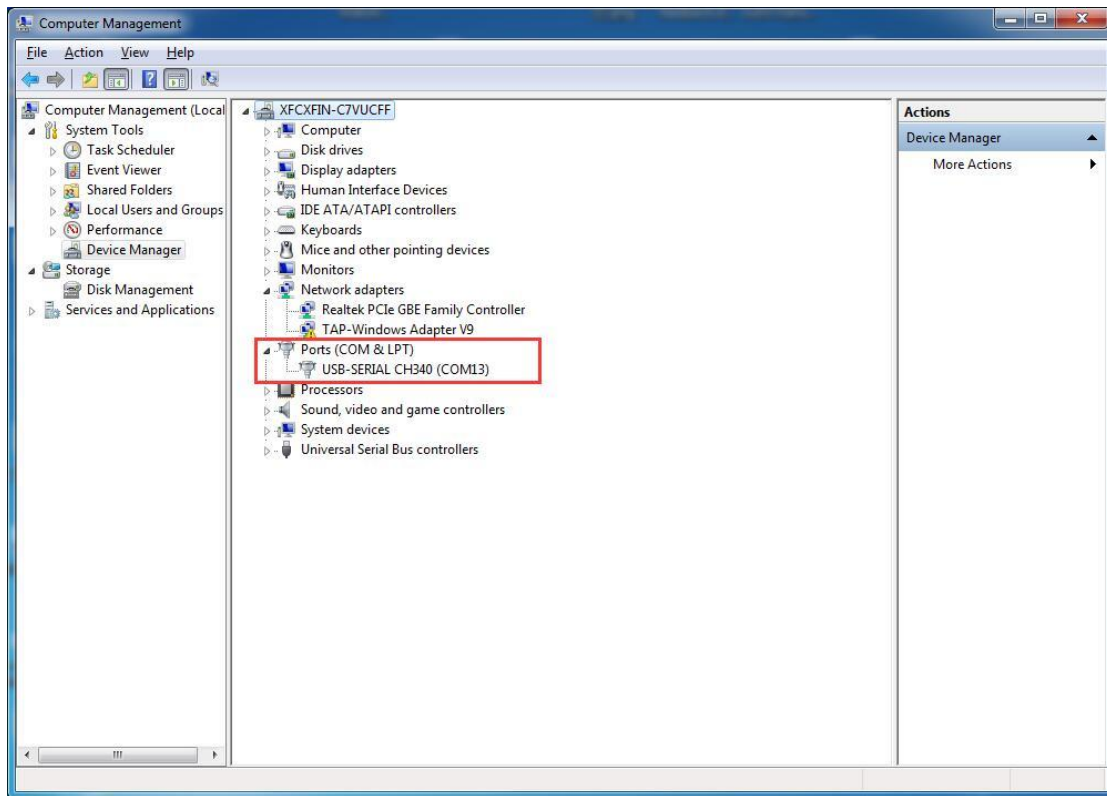 Computer Management
File Action View Help
Computer Management (Local
System Tools
Task Scheduler
Event Viewer
Shared Folders
Local Users and Groups
Performance
Device Manager
Storage
Disk Management
Services and Applications
XFCXFIN-C7VUCFF
Computer
Disk drives
Display adapters
Human Interface Devices
IDE ATA/ATAPI controllers
Keyboards
Mice and other pointing devices
Monitors
Network adapters
Realtek PCIe GBE Family Controller
TAP-Windows Adapter V9
Ports (COM & LPT)
USB-SERIAL CH340 (COM13)
Processors
Sound, video and game controllers
System devices
Universal Serial Bus controllers
Actions
Device Manager
More Actions